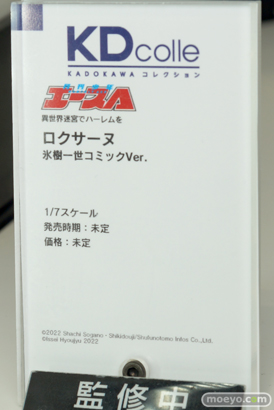 KDcolle
KADOKAWA コレクション
エースA
異世界迷宮でハーレムを
ロクサーヌ
氷樹一世コミックVer.
1/7スケール
発売時期：未定
価格：未定
©2022 Shachi Sogano・Shikidouji/Shufunotomo Infos Co.,Ltd.
©Issei Hyoujyu 2022
監修中
moeyo.com